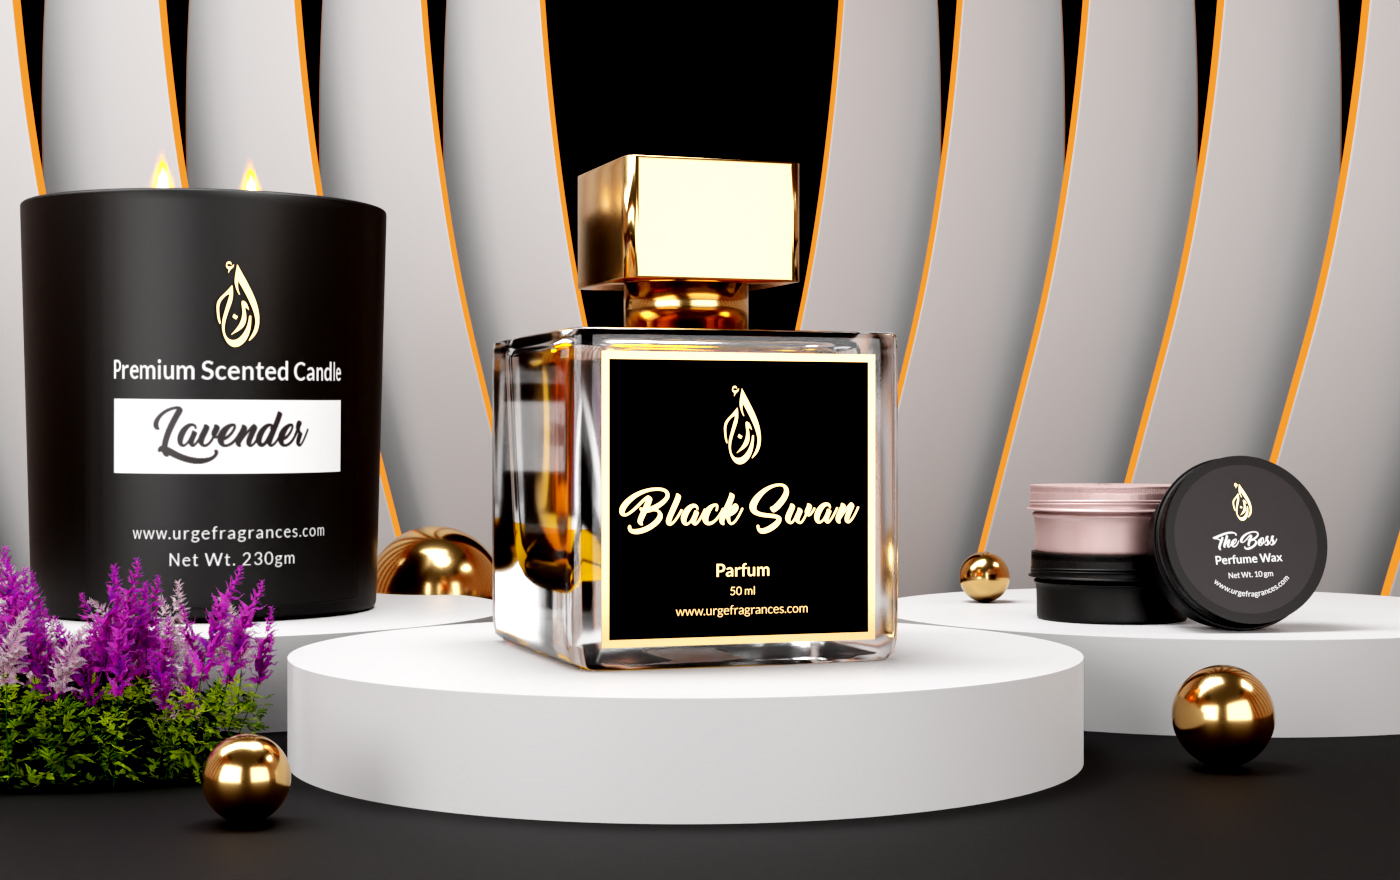 Premium Scented Candle
Lavender
www.urgefragrances.com
Net Wt. 230gm
Black Swan
Parfum
50 ml
www.urgefragrances.com
The Boss
Perfume Wax
Net Wt. 10 gm
www.urgefragrances.com